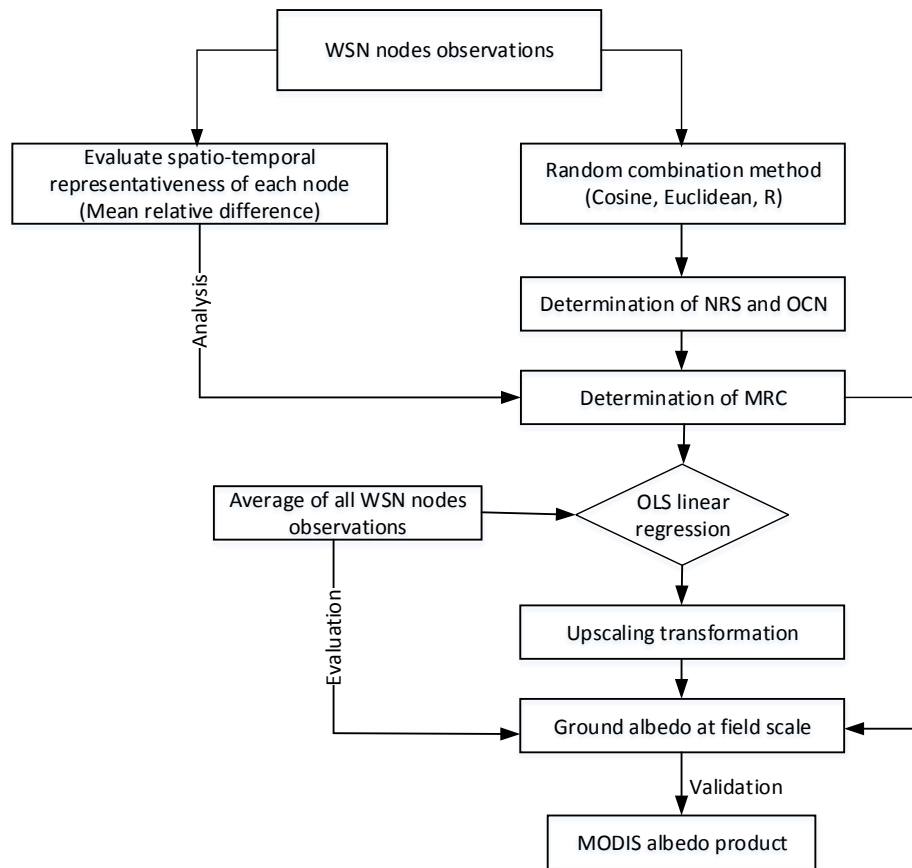 WSN nodes observations
Evaluate spatio-temporal
representativeness of each node
(Mean relative difference)
Random combination method
(Cosine, Euclidean, R)
Analysis
Determination of NRS and OCN
Determination of MRC
Average of all WSN nodes
observations
OLS linear
regression
Evaluation
Upscaling transformation
Ground albedo at field scale
Validation
MODIS albedo product